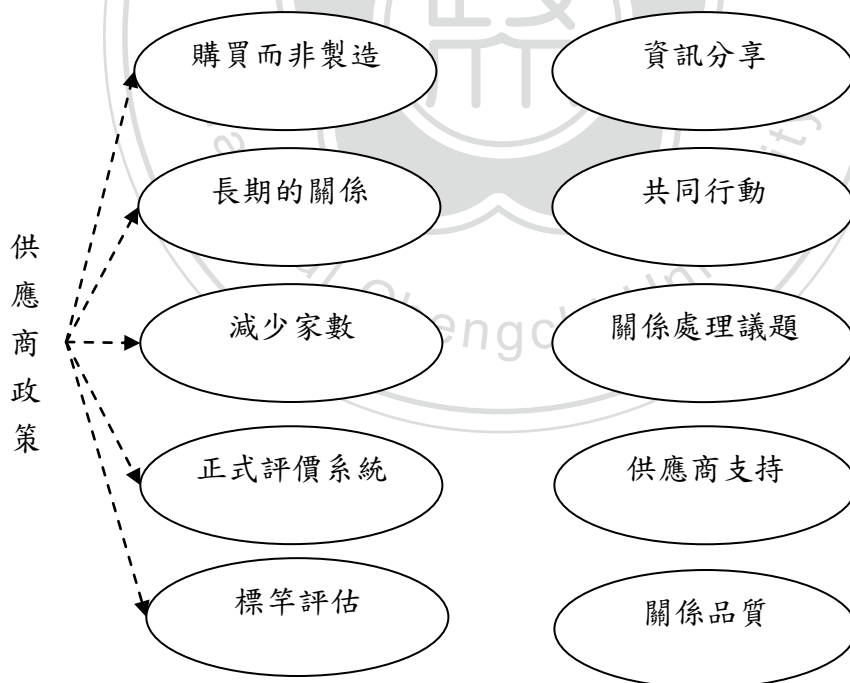 購買而非製造
資訊分享
長期的關係
共同行動
供應商政策
減少家數
關係處理議題
正式評價系統
供應商支持
標竿評估
關係品質
engc